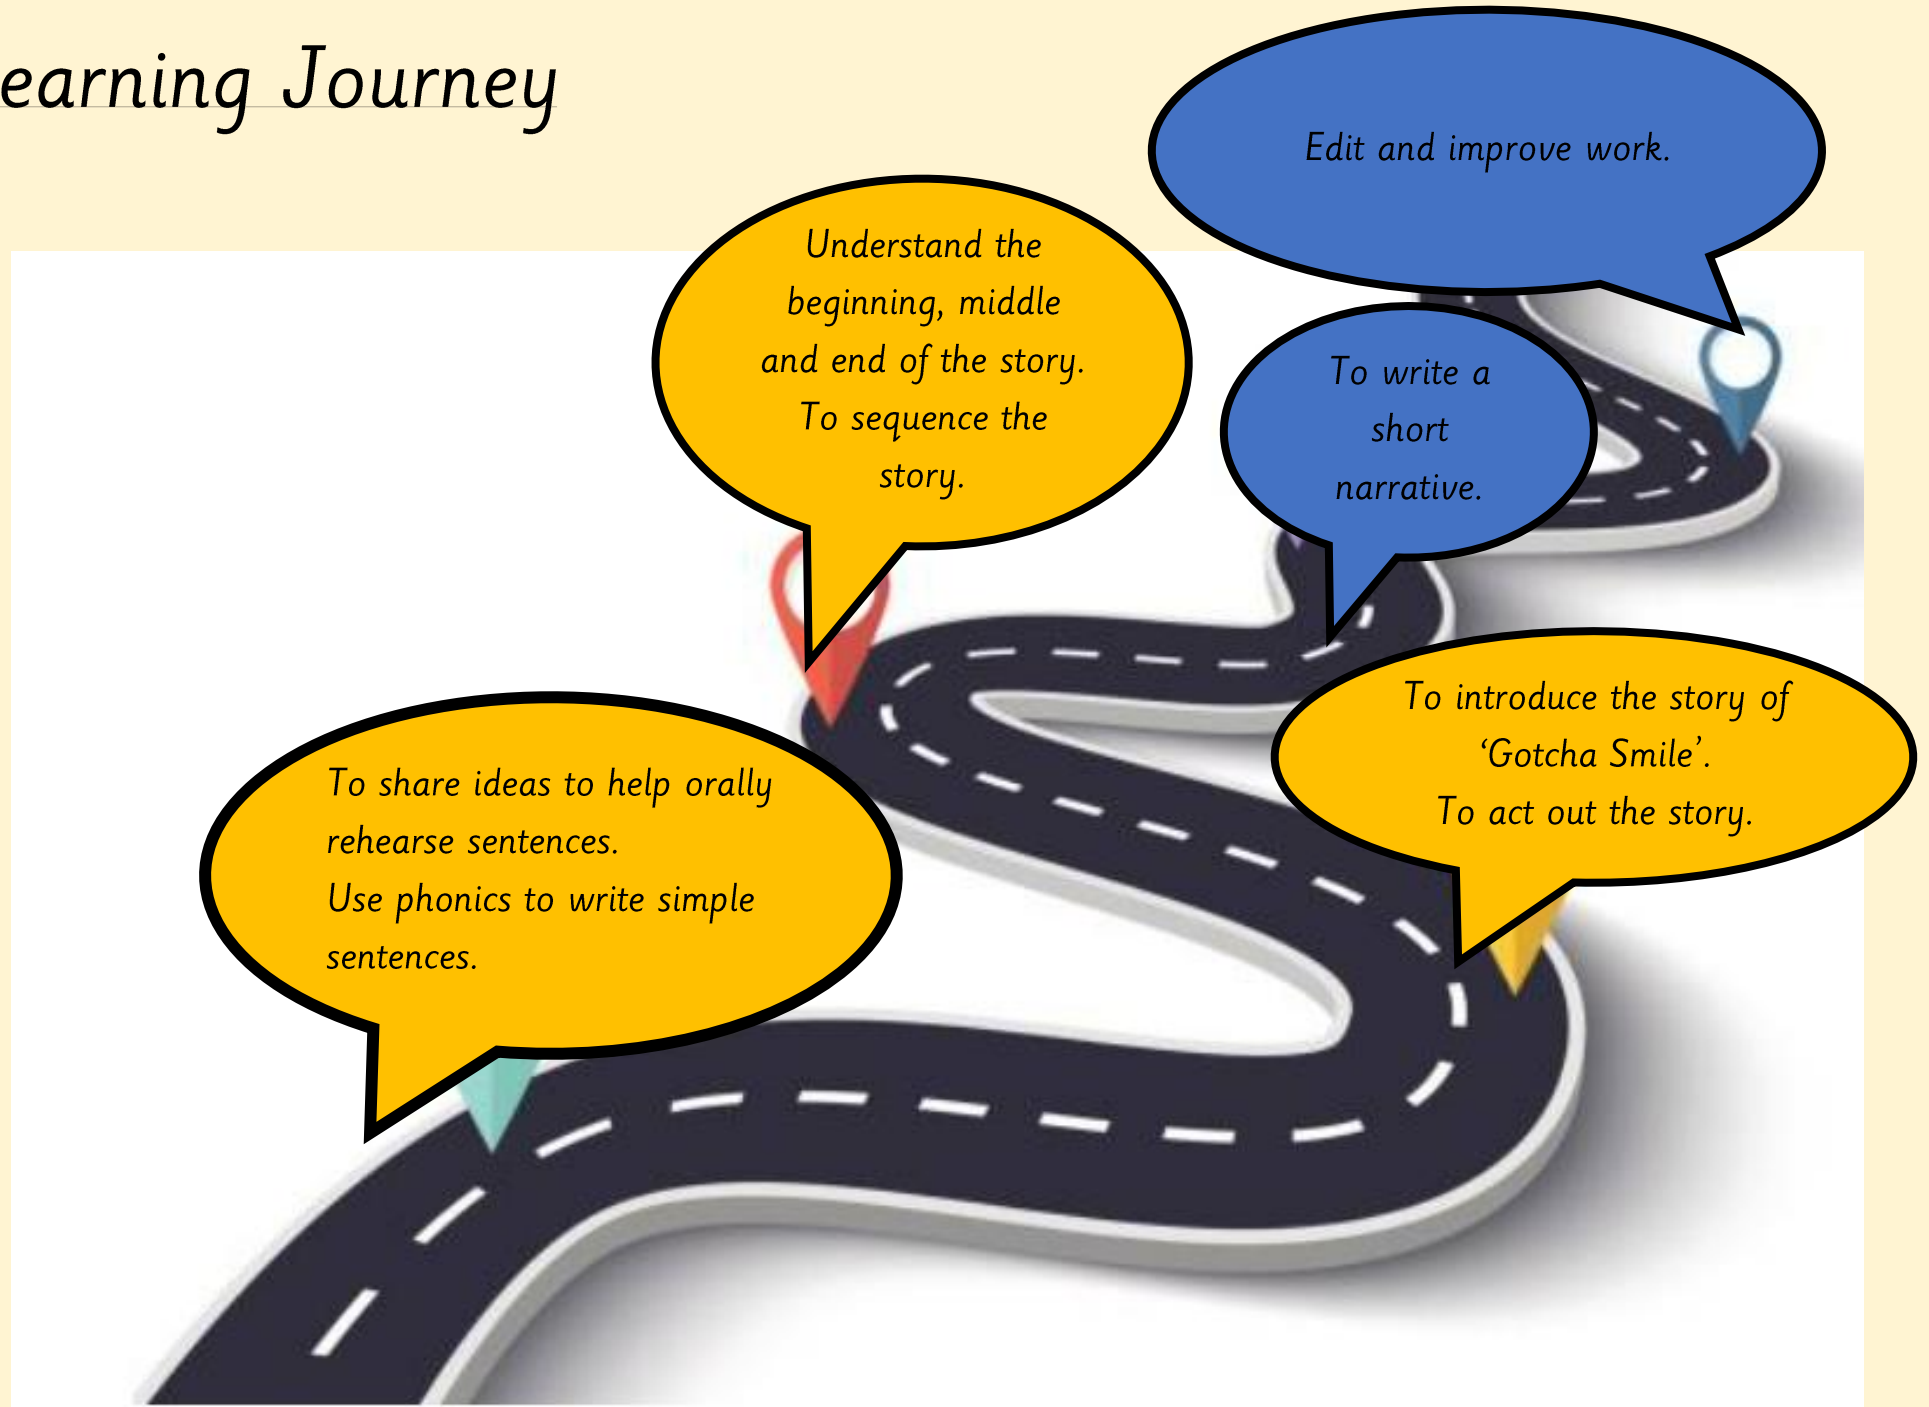 earning Journey
Edit and improve work.
Understand the
beginning, middle
and end of the story.
To sequence the
story.
To write a
short
narrative.
To introduce the story of
‘Gotcha Smile’.
To act out the story.
To share ideas to help orally
rehearse sentences.
Use phonics to write simple
sentences.